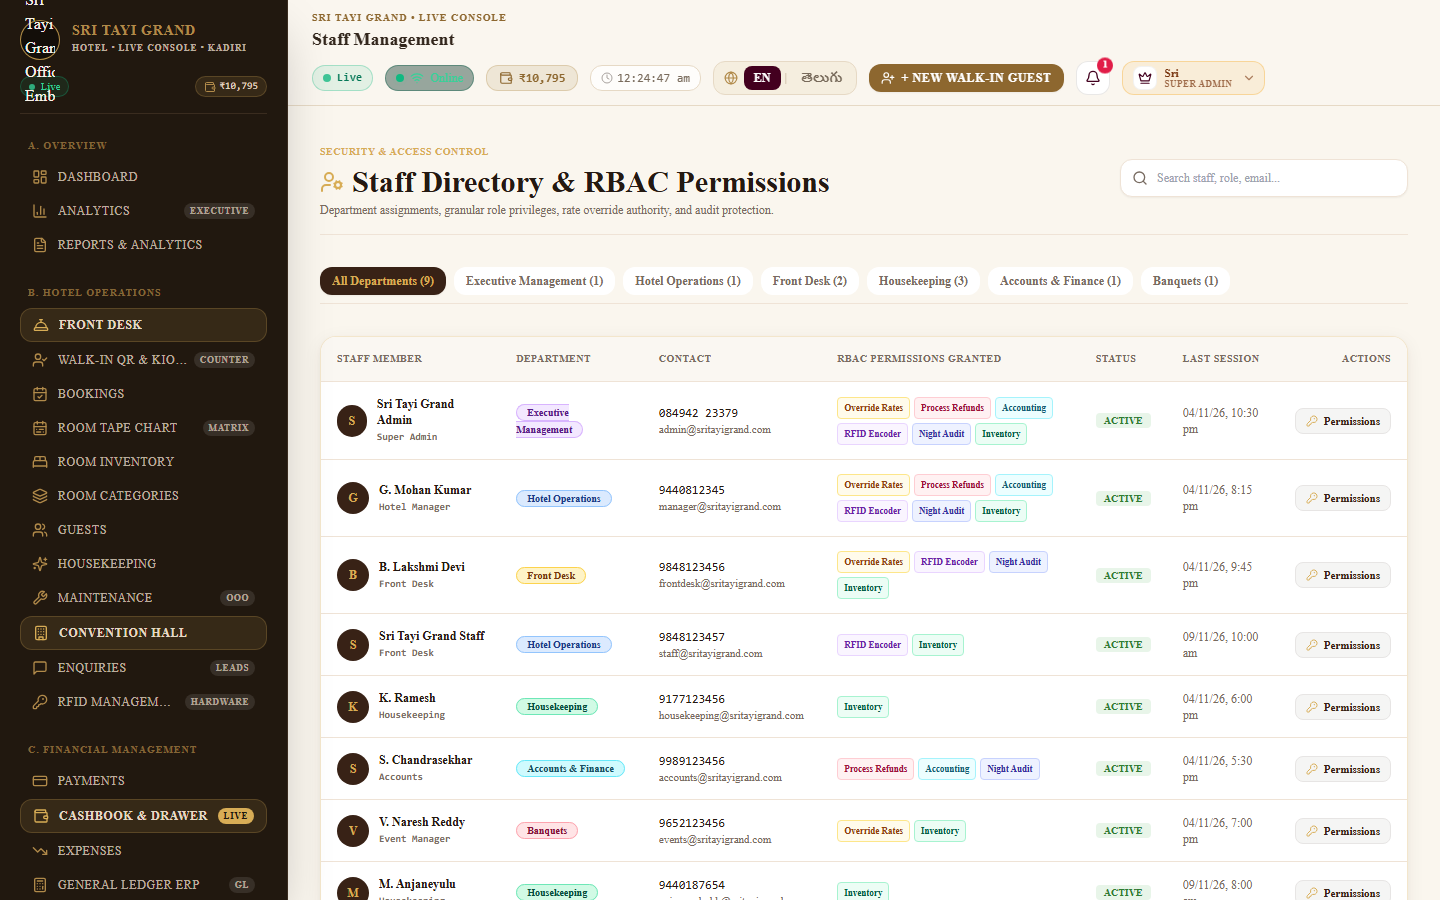 Sri
Tayi
Gran
Offic
Emb
SRI TAYI GRAND
HOTEL • LIVE CONSOLE • KADIRI
Live
₹10,795
A. OVERVIEW
DASHBOARD
ANALYTICS
EXECUTIVE
REPORTS & ANALYTICS
B. HOTEL OPERATIONS
FRONT DESK
WALK-IN QR & KIO...
COUNTER
BOOKINGS
ROOM TAPE CHART
MATRIX
ROOM INVENTORY
ROOM CATEGORIES
GUESTS
HOUSEKEEPING
MAINTENANCE
OOO
CONVENTION HALL
ENQUIRIES
LEADS
RFID MANAGEM...
HARDWARE
C. FINANCIAL MANAGEMENT
PAYMENTS
CASHBOOK & DRAWER
LIVE
EXPENSES
GENERAL LEDGER ERP
GL
SRI TAYI GRAND • LIVE CONSOLE
Staff Management
Live
₹10,795
12:24:47 am
EN
|
తెలుగు
+ NEW WALK-IN GUEST
1
Sri
SUPER ADMIN
SECURITY & ACCESS CONTROL
Staff Directory & RBAC Permissions
Department assignments, granular role privileges, rate override authority, and audit protection.
Search staff, role, email...
All Departments (9)
Executive Management (1)
Hotel Operations (1)
Front Desk (2)
Housekeeping (3)
Accounts & Finance (1)
Banquets (1)
STAFF MEMBER
DEPARTMENT
CONTACT
RBAC PERMISSIONS GRANTED
STATUS
LAST SESSION
ACTIONS
S
Sri Tayi Grand
Admin
Super Admin
Executive
Management
084942 23379
admin@sritayigrand.com
Override Rates
Process Refunds
Accounting
RFID Encoder
Night Audit
Inventory
ACTIVE
04/11/26, 10:30
pm
Permissions
G
G. Mohan Kumar
Hotel Manager
Hotel Operations
9440812345
manager@sritayigrand.com
Override Rates
Process Refunds
Accounting
RFID Encoder
Night Audit
Inventory
ACTIVE
04/11/26, 8:15
pm
Permissions
B
B. Lakshmi Devi
Front Desk
Front Desk
9848123456
frontdesk@sritayigrand.com
Override Rates
RFID Encoder
Night Audit
Inventory
ACTIVE
04/11/26, 9:45
pm
Permissions
S
Sri Tayi Grand Staff
Front Desk
Hotel Operations
9848123457
staff@sritayigrand.com
RFID Encoder
Inventory
ACTIVE
09/11/26, 10:00
am
Permissions
K
K. Ramesh
Housekeeping
Housekeeping
9177123456
housekeeping@sritayigrand.com
Inventory
ACTIVE
04/11/26, 6:00
pm
Permissions
S
S. Chandrasekhar
Accounts
Accounts & Finance
9989123456
accounts@sritayigrand.com
Process Refunds
Accounting
Night Audit
ACTIVE
04/11/26, 5:30
pm
Permissions
V
V. Naresh Reddy
Event Manager
Banquets
9652123456
events@sritayigrand.com
Override Rates
Inventory
ACTIVE
04/11/26, 7:00
pm
Permissions
M
M. Anjaneyulu
Housekeeping
9440187654
Inventory
ACTIVE
09/11/26, 8:00
Permissions